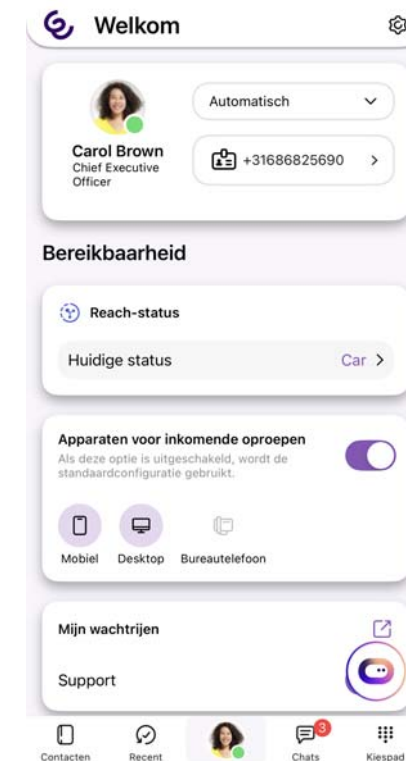 Welkom
Automatisch
Carol Brown
Chief Executive
Officer
+31686825690
Bereikbaarheid
Reach-status
Huidige status Car
Apparaten voor inkomende oproepen
Als deze optie is uitgeschakeld, wordt de
standaardconfiguratie gebruikt.
Mobiel Desktop Bureautelefoon
Mijn wachtrijen
Support
3
Contacten Recent Chats Kiespad